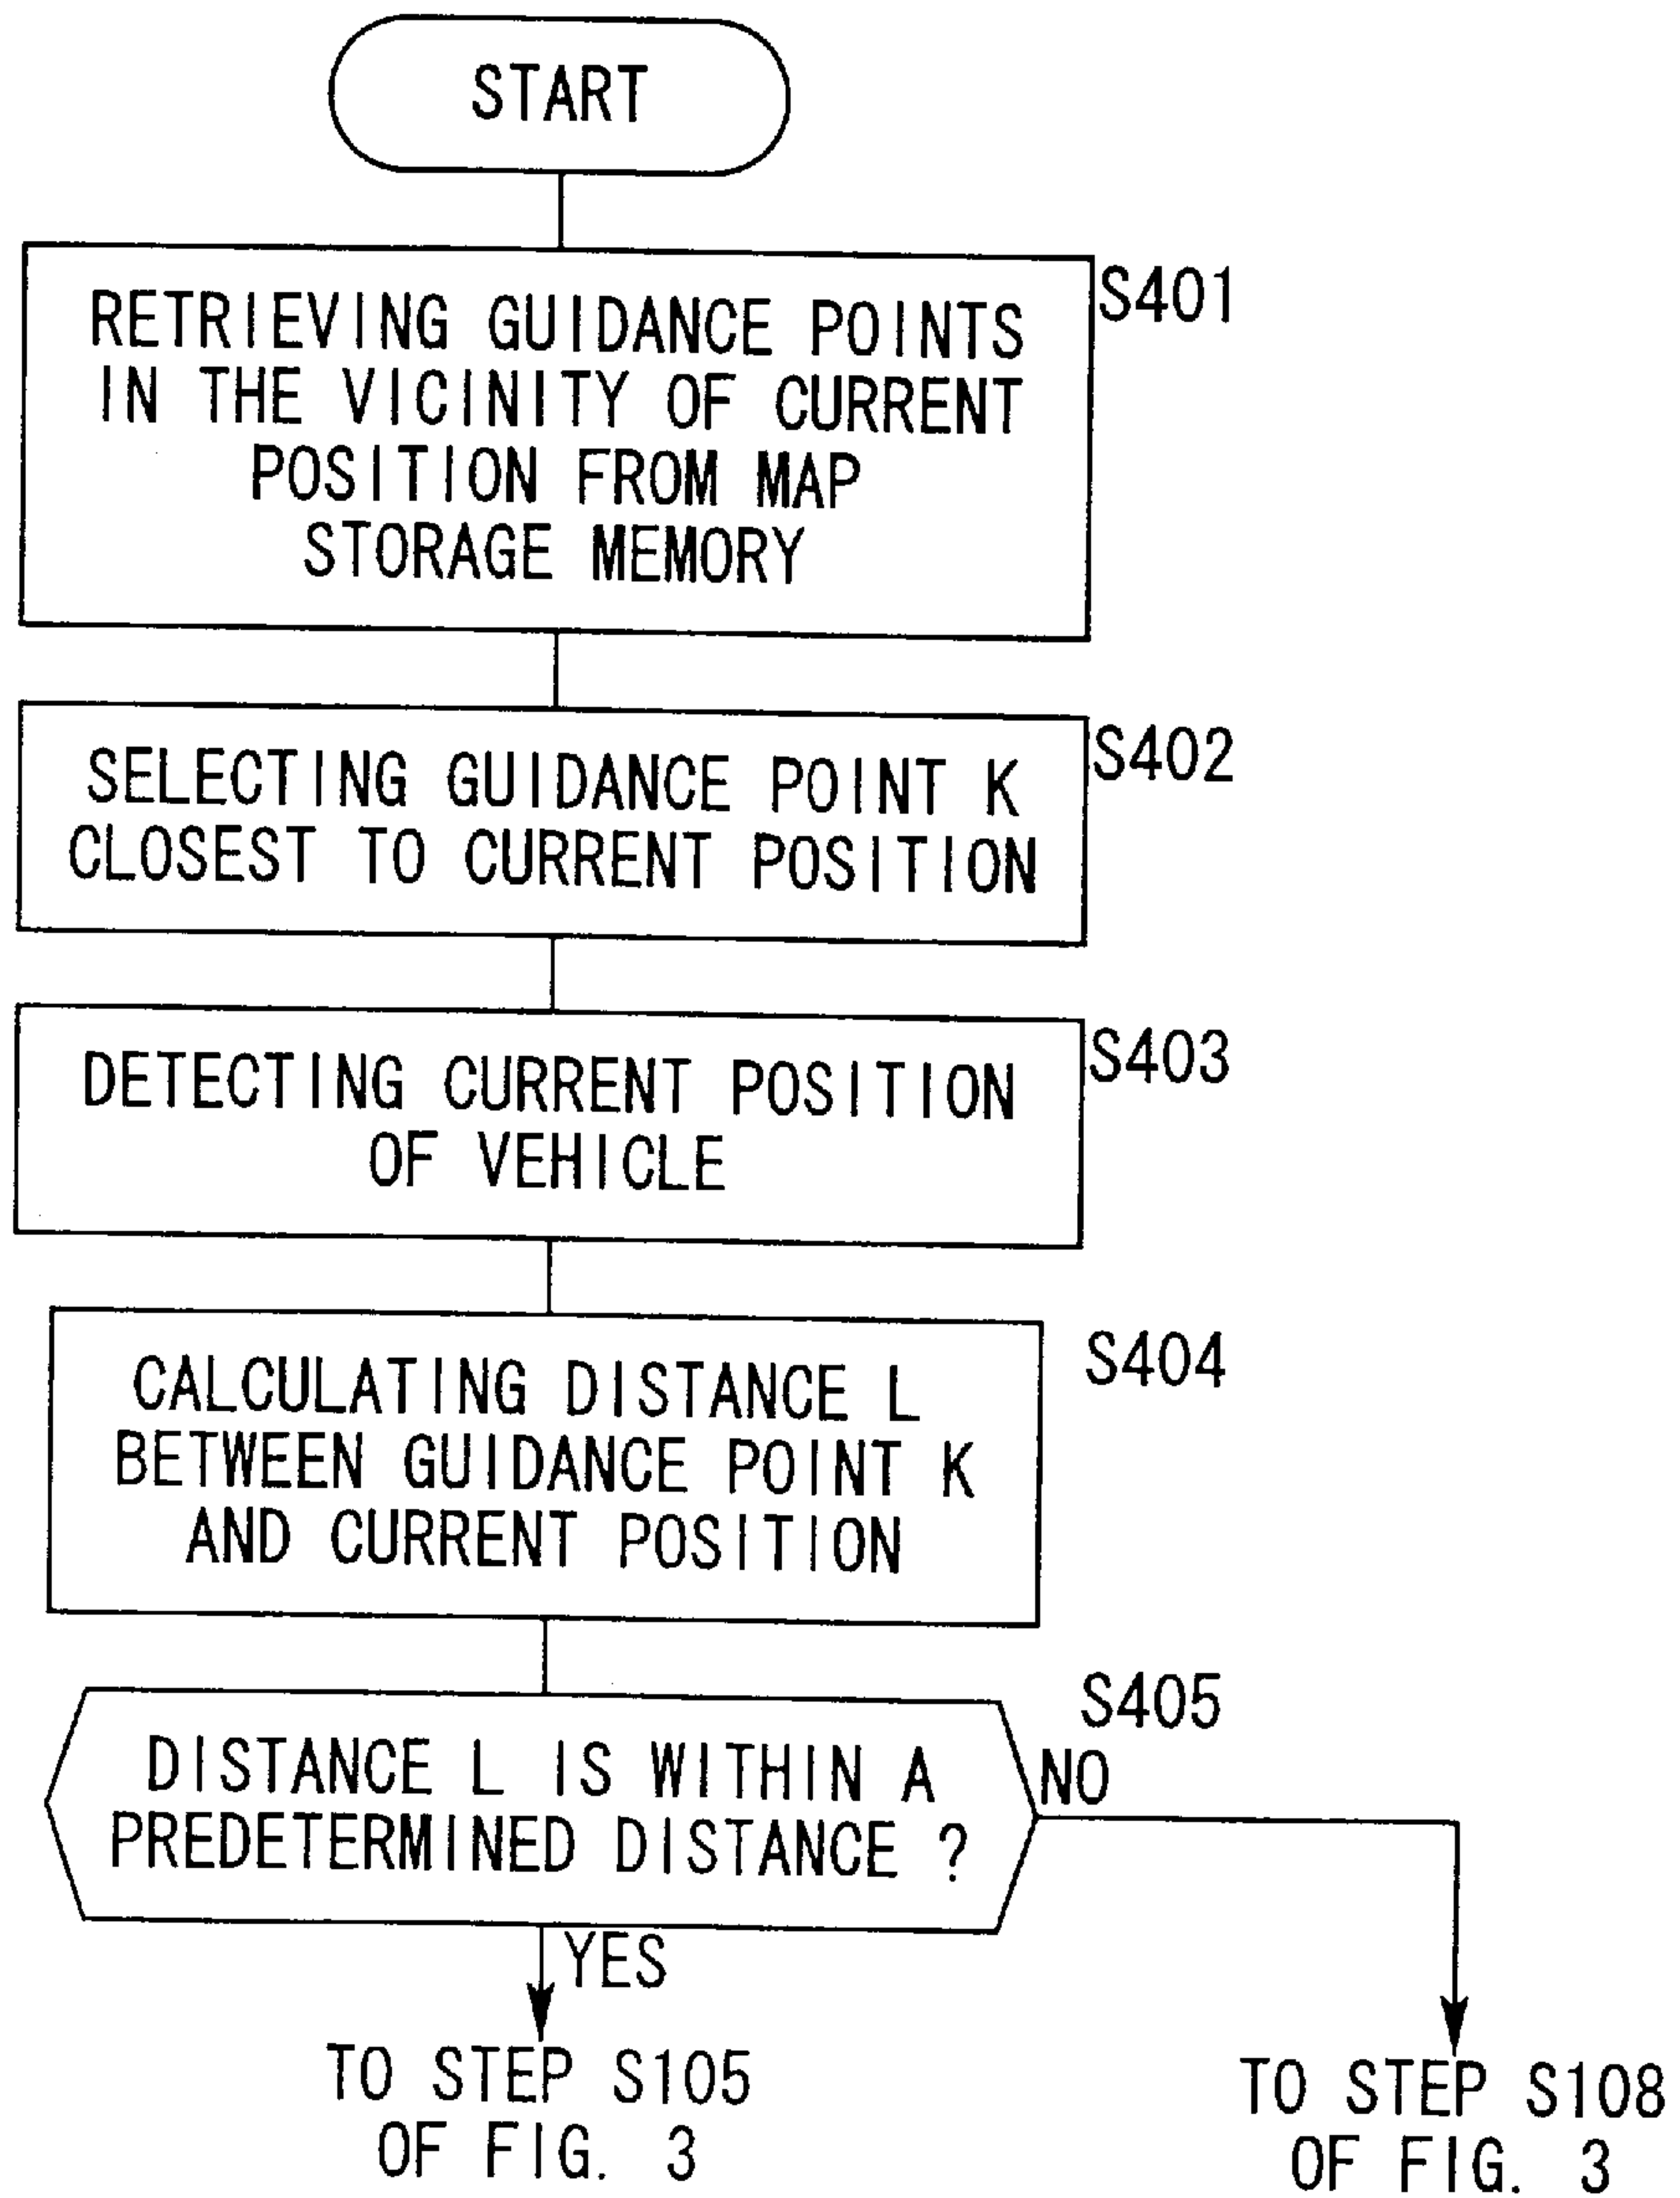 START
S401
RETRIEVING GUIDANCE POINTS
IN THE VICINITY OF CURRENT
POSITION FROM MAP
STORAGE MEMORY
S402
SELECTING GUIDANCE POINT K
CLOSEST TO CURRENT POSITION
S403
DETECTING CURRENT POSITION
OF VEHICLE
S404
CALCULATING DISTANCE L
BETWEEN GUIDANCE POINT K
AND CURRENT POSITION
S405
DISTANCE L IS WITHIN A
PREDETERMINED DISTANCE ?
NO
YES
TO STEP S105
OF FIG. 3
TO STEP S108
OF FIG. 3